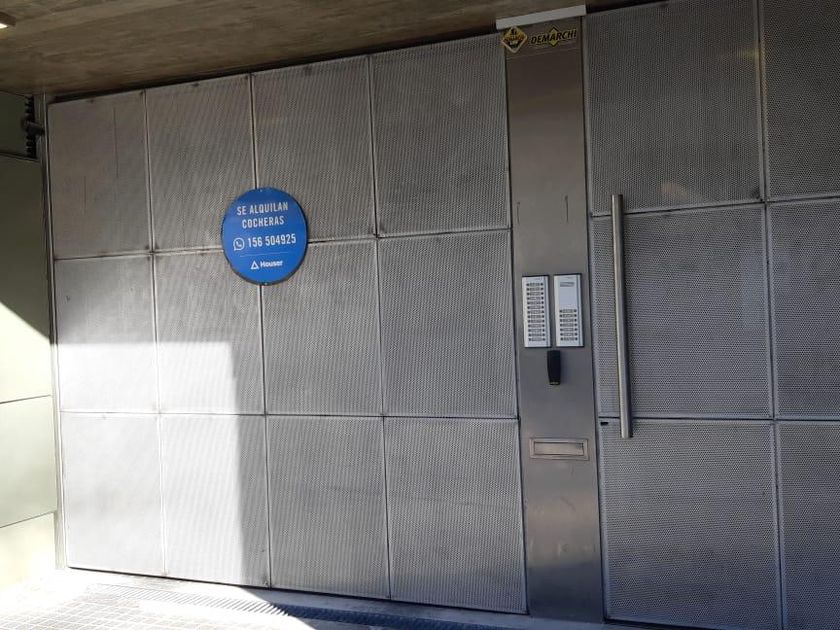 DEMARCHI
SE ALQUILAN
COCHERAS
156 504925
Houser